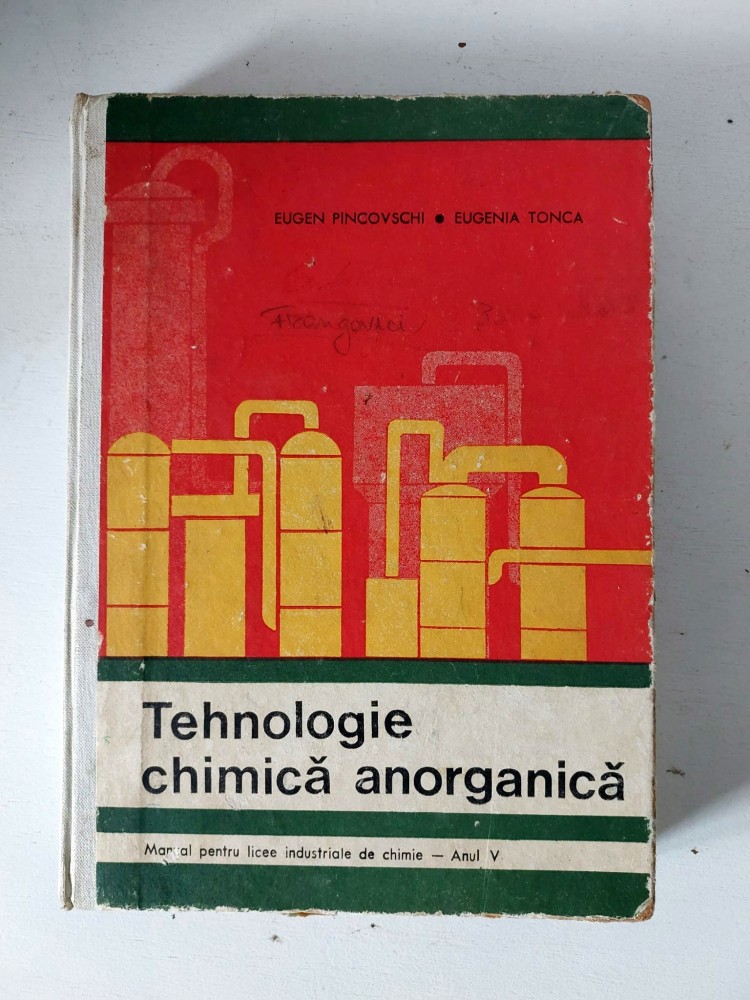 EUGEN PINCOVSCHI ● EUGENIA TONCA
Tehnologie
chimică anorganică
Manual pentru licee industriale de chimie — Anul V